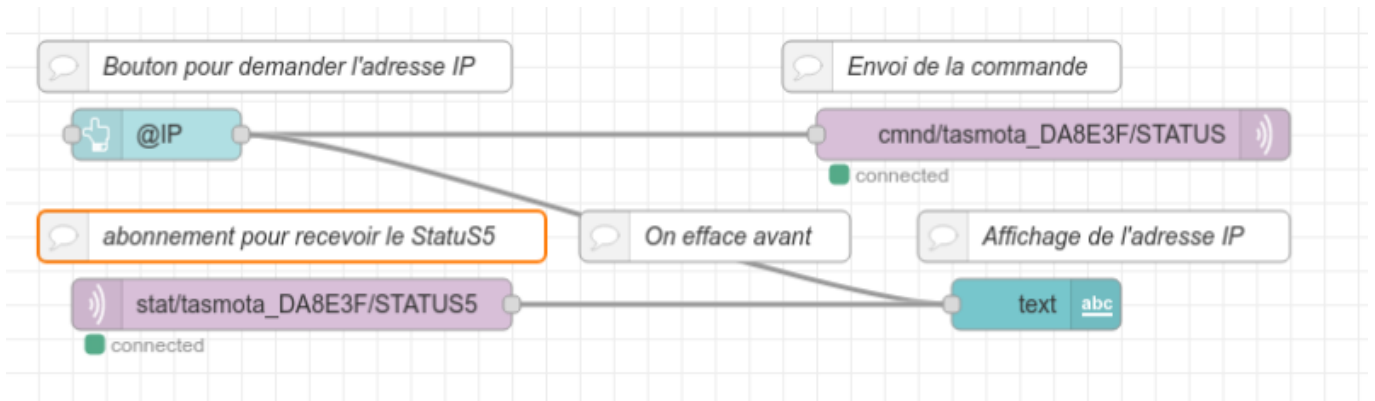 Bouton pour demander l'adresse IP
Envoi de la commande
@IP
cmnd/tasmota_DA8E3F/STATUS
connected
abonnement pour recevoir le StatuS5
On efface avant
Affichage de l'adresse IP
stat/tasmota_DA8E3F/STATUS5
text
abc
connected